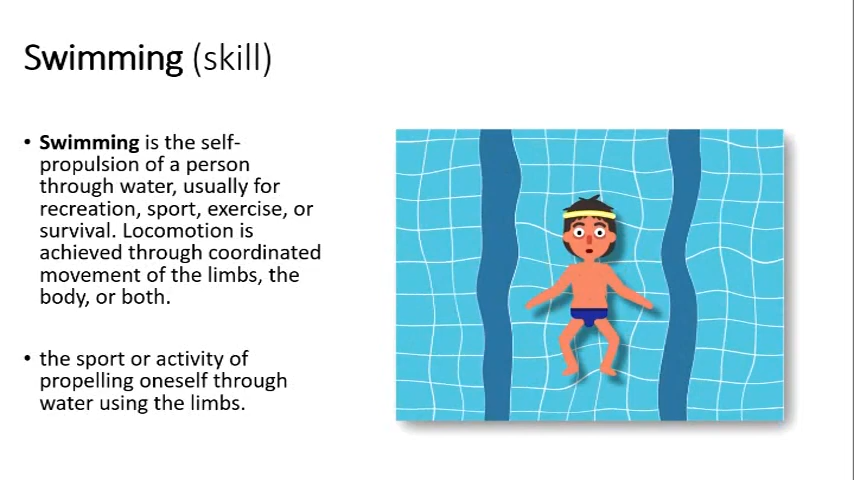 Swimming (skill)
• Swimming is the self-
propulsion of a person
through water, usually for
recreation, sport, exercise, or
survival. Locomotion is
achieved through coordinated
movement of the limbs, the
body, or both.
• the sport or activity of
propelling oneself through
water using the limbs.